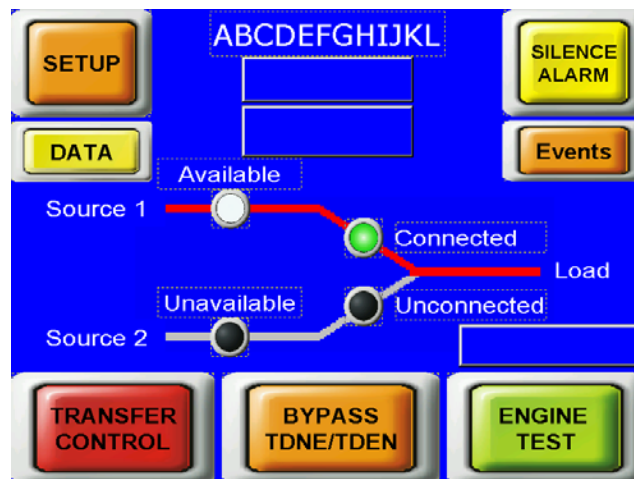 SETUP
ABCDEFGHIJKL
SILENCE
ALARM
DATA
Events
Available
Source 1
Connected
Load
Unavailable
Unconnected
Source 2
TRANSFER
CONTROL
BYPASS
TDNE/TDEN
ENGINE
TEST